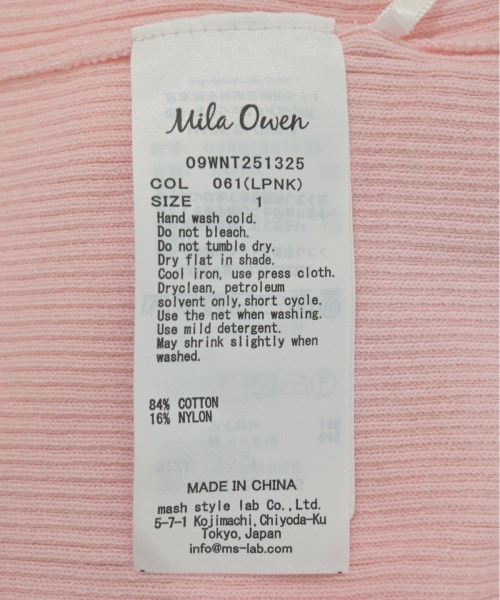 Mila Owen
09WNT251325
COL 061(LPNK)
SIZE 1
Hand wash cold.
Do not bleach.
Do not tumble dry.
Dry flat in shade.
Cool iron, use press cloth.
Dryclean, petroleum
solvent only,short cycle.
Use the net when washing.
Use mild detergent.
May shrink slightly when
washed.
84% COTTON
16% NYLON
MADE IN CHINA
mash style lab Co.,Ltd.
5-7-1 Kojimachi,Chiyoda-Ku
Tokyo, Japan
info@ms-lab.com